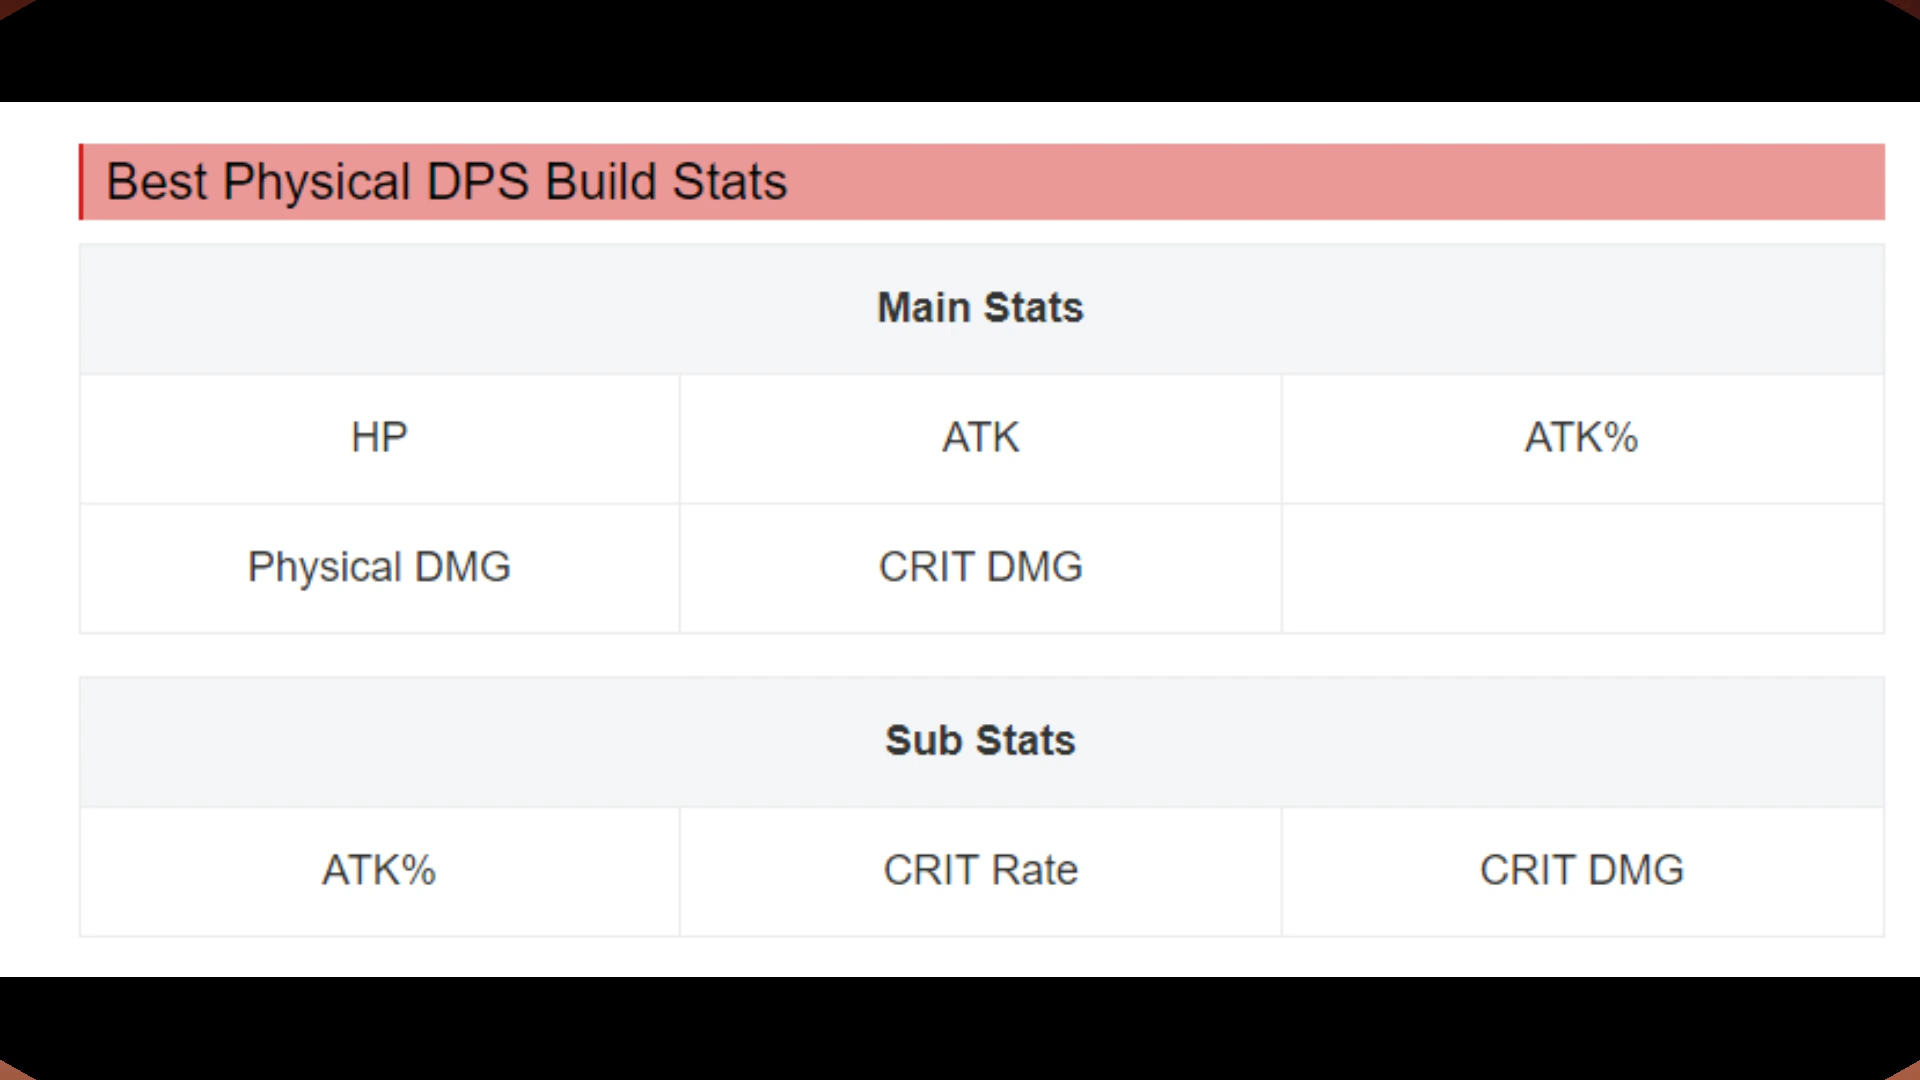 Best Physical DPS Build Stats
Main Stats
HP ATK ATK%
Physical DMG CRIT DMG
Sub Stats
ATK% CRIT Rate CRIT DMG